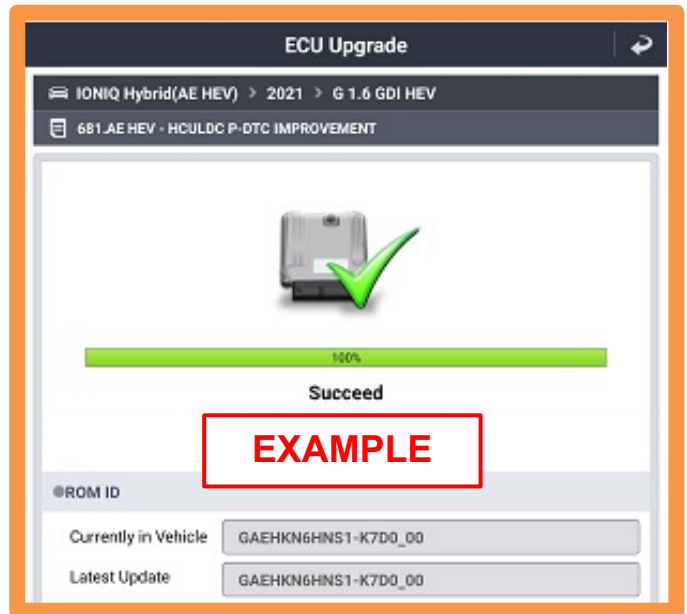 ECU Upgrade
IONIQ Hybrid(AE HEV) > 2021 > G 1.6 GDI HEV
681.AE HEV - HCULDC P-DTC IMPROVEMENT
100%
Succeed
EXAMPLE
ROM ID
Currently in Vehicle GAEHKN6HNS1-K7D0_00
Latest Update GAEHKN6HNS1-K7D0_00